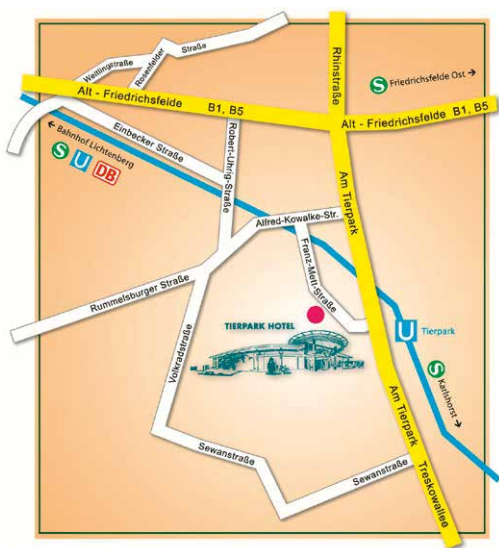 Weitlingstraße
Rosenfelder
Straße
Rhinstraße
S Friedrichsfelde Ost →
Alt - Friedrichsfelde B1, B5
Alt - Friedrichsfelde B1, B5
← Bahnhof Lichtenberg
S U DB
Einbecker Straße
Robert-Uhrig-Straße
Am Tierpark
Alfred-Kowalke-Str.
Franz-Mett-Straße
Rummelsburger Straße
TIERPARK HOTEL
U Tierpark
Volkradstraße
S Karlshorst →
Am Tierpark
Sewanstraße
Sewanstraße
Treskowallee